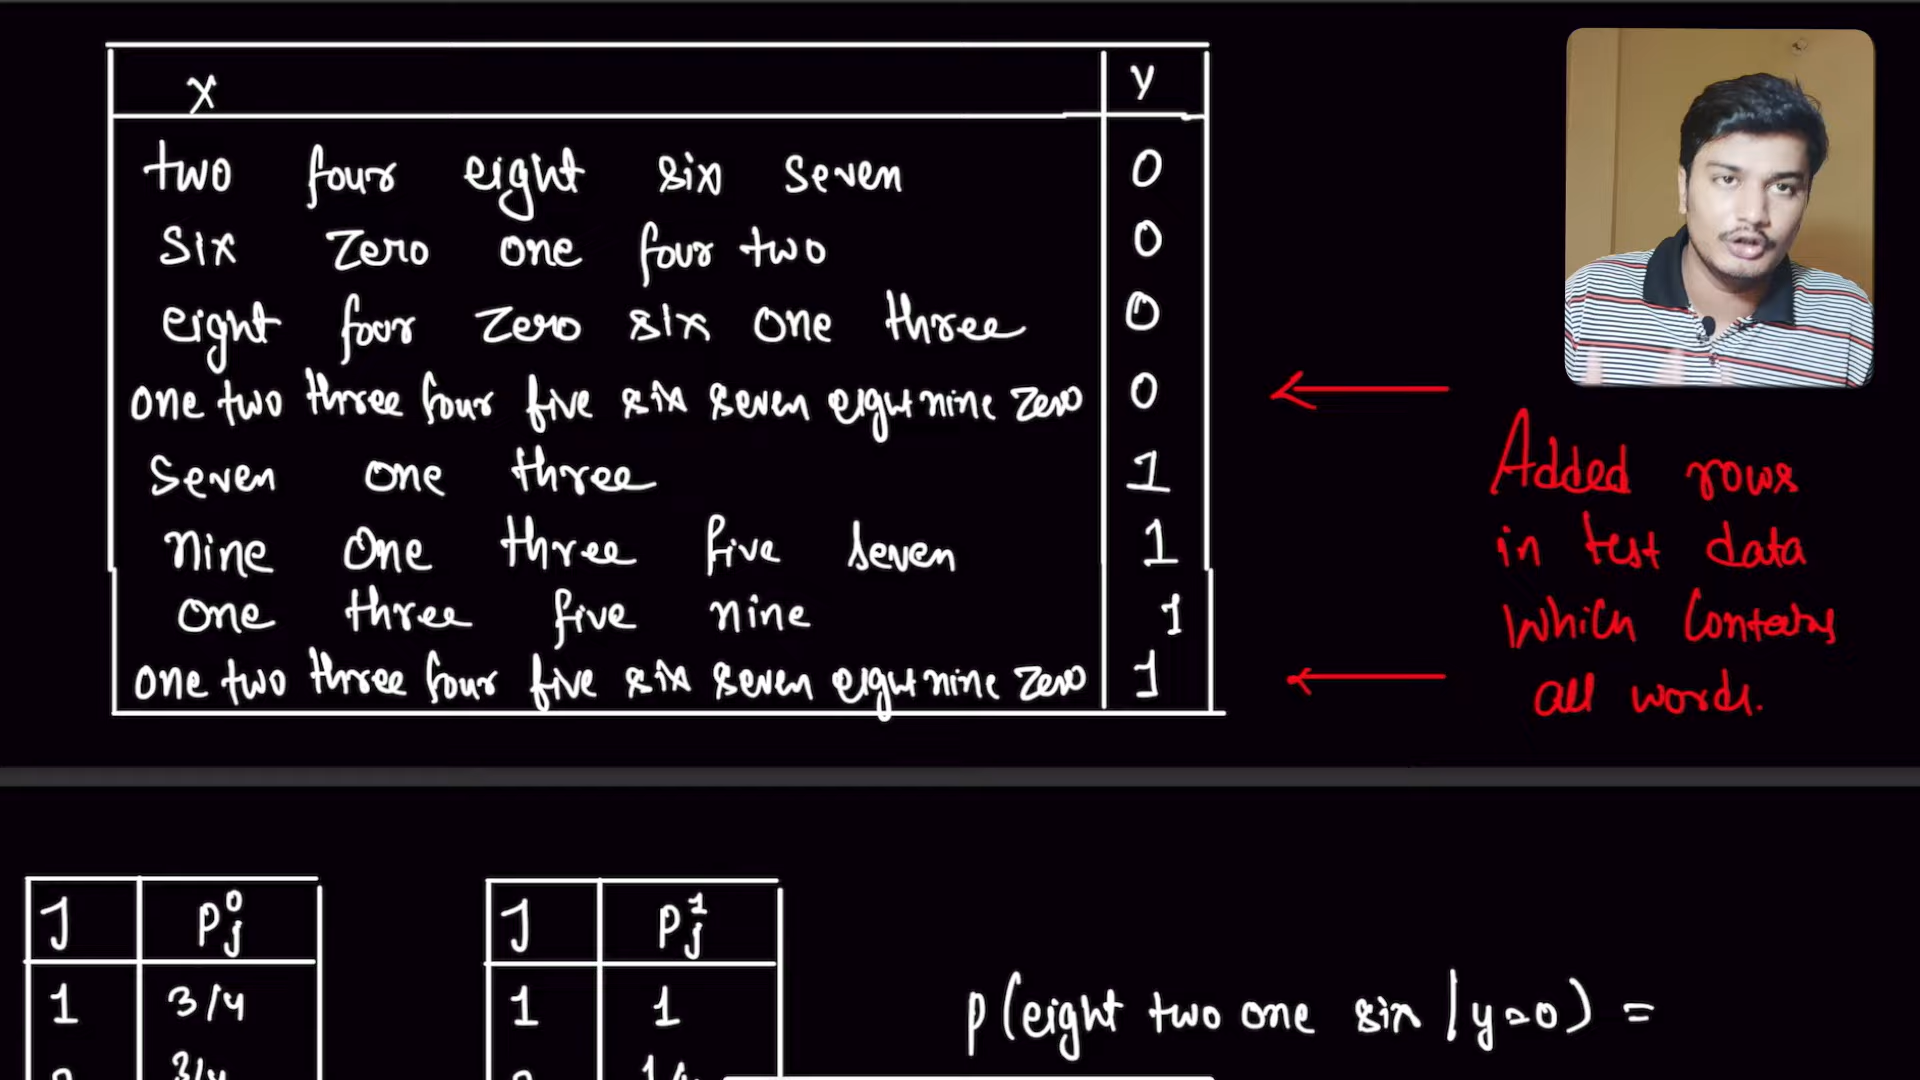 X Y
two four eight six seven 0
six zero one four two 0
eight four zero six one three 0
one two three four five six seven eight nine zero 0
seven one three 1
nine one three five seven 1
one three five nine 1
one two three four five six seven eight nine zero 1
Added rows
in test data
which contains
all words.
J P_j^0
1 3/4
3/4
J P_j^1
1 1
p(eight two one six | y=0) =